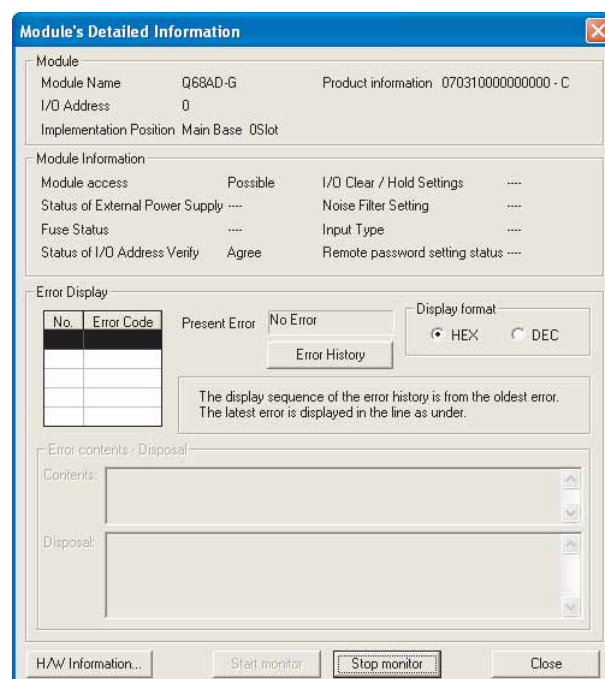 Module's Detailed Information
Module
Module Name Q68AD-G Product information 070310000000000 - C
I/O Address 0
Implementation Position Main Base 0Slot
Module Information
Module access Possible I/O Clear / Hold Settings ----
Status of External Power Supply ---- Noise Filter Setting ----
Fuse Status ---- Input Type ----
Status of I/O Address Verify Agree Remote password setting status ----
Error Display
No. Error Code
Present Error No Error
Error History
Display format
HEX DEC
The display sequence of the error history is from the oldest error.
The latest error is displayed in the line as under.
Error contents - Disposal
Contents:
Disposal:
H/W Information... Start monitor Stop monitor Close